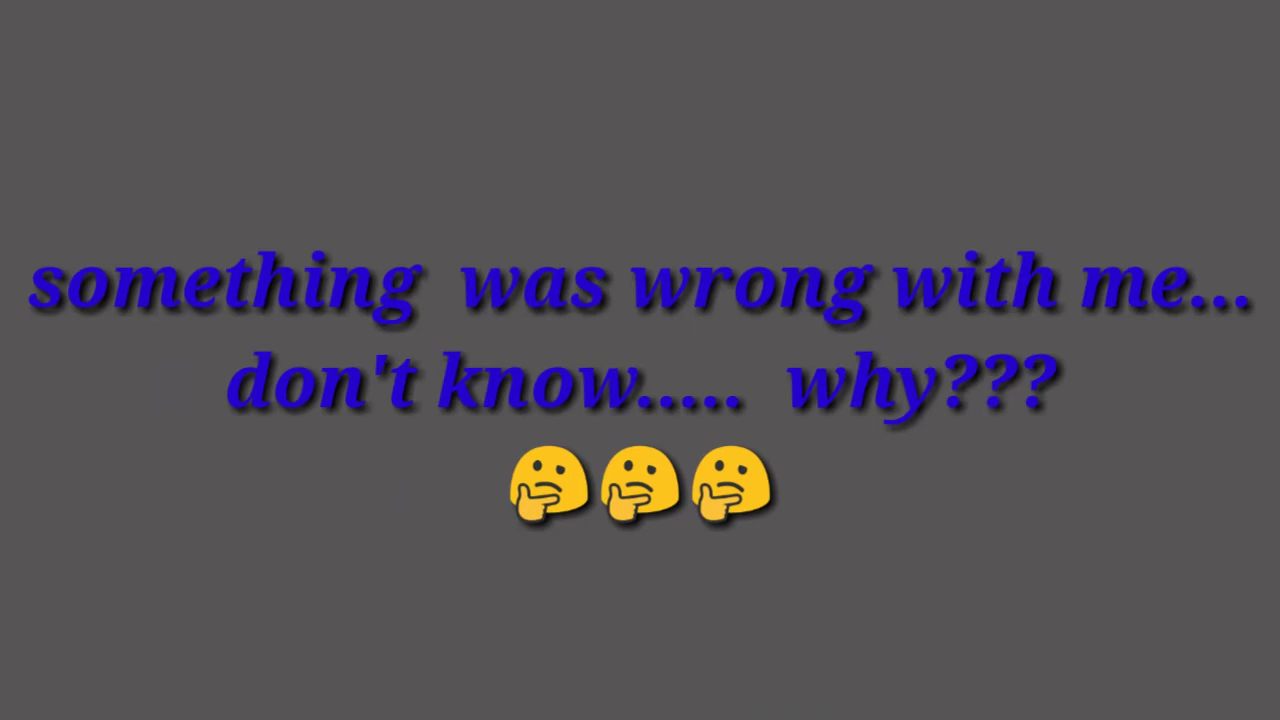 something  was wrong with me...
don't know.....  why???
🤔🤔🤔